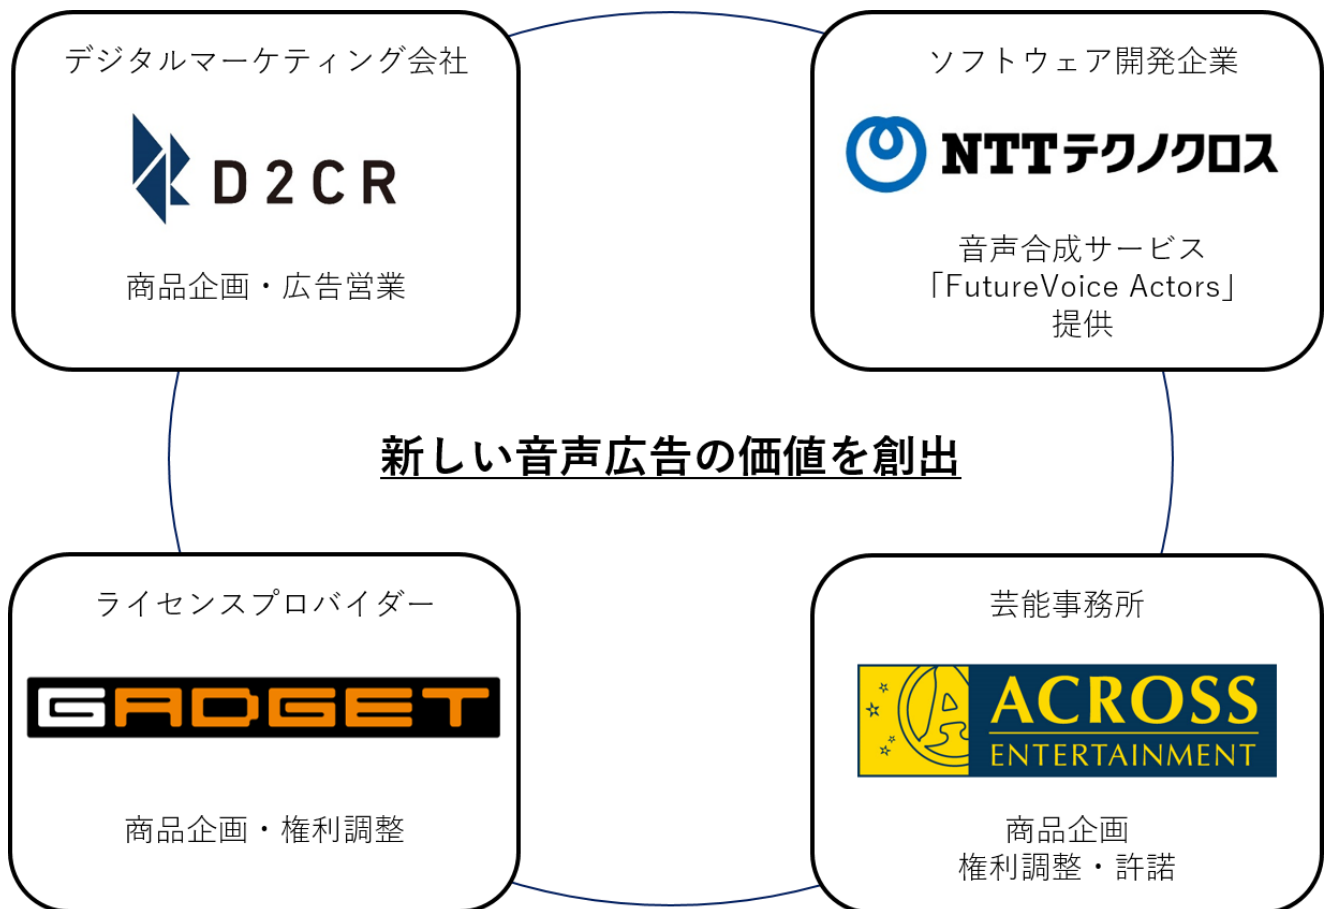 デジタルマーケティング会社
D2CR
商品企画・広告営業
ソフトウェア開発企業
NTTテクノクロス
音声合成サービス
「FutureVoice Actors」
提供
新しい音声広告の価値を創出
ライセンスプロバイダー
GADGET
商品企画・権利調整
芸能事務所
ACROSS
ENTERTAINMENT
商品企画
権利調整・許諾